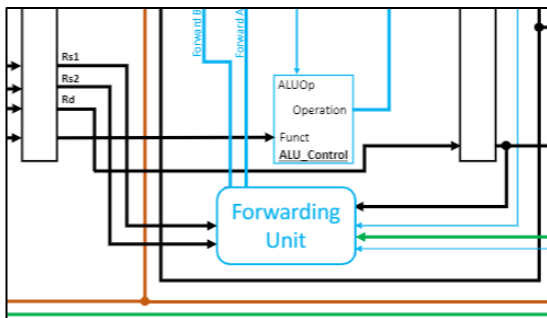 Forward B
Forward A
Rs1
Rs2
Rd
ALUOp
Operation
Funct
ALU_Control
Forwarding
Unit